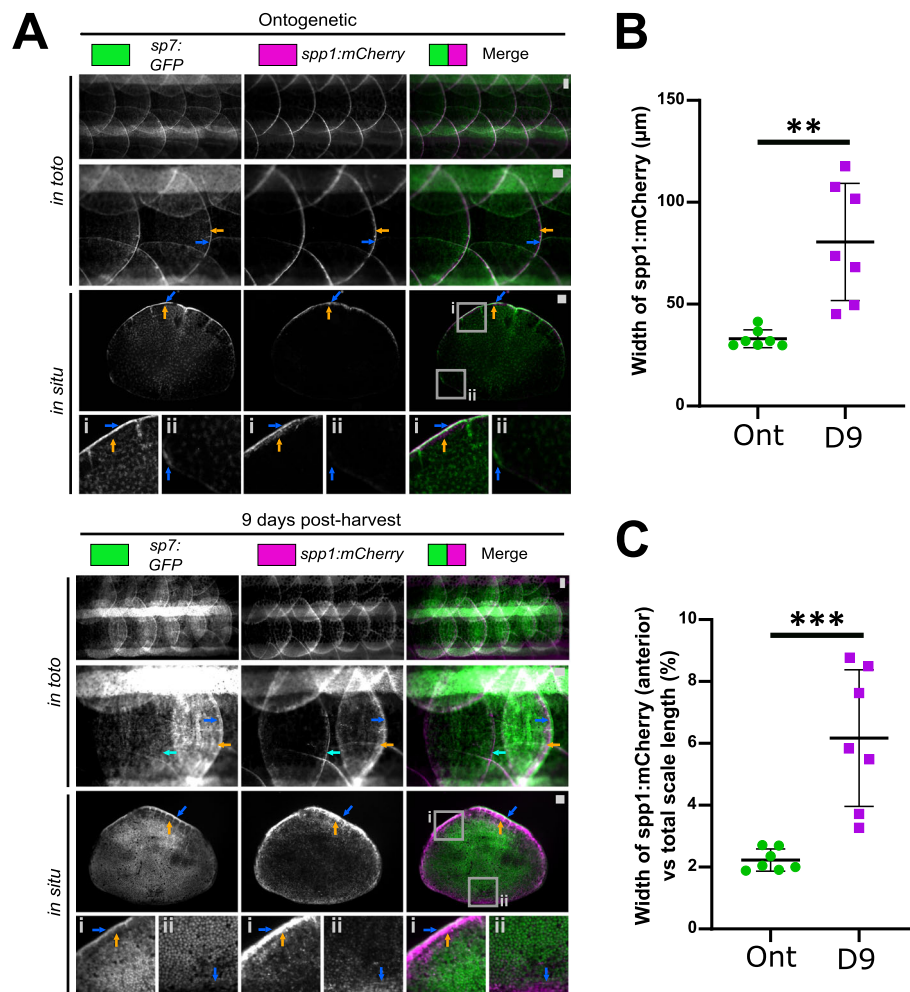 A
Ontogenetic
sp7:
GFP
spp1:mCherry
Merge
in toto
in situ
i
ii
i
ii
i
ii
i
ii
9 days post-harvest
sp7:
GFP
spp1:mCherry
Merge
in toto
in situ
i
ii
i
ii
i
ii
i
ii
B
Width of spp1:mCherry (µm)
150
100
50
0
**
Ont
D9
C
Width of spp1:mCherry (anterior)
vs total scale length (%)
10
8
6
4
2
0
***
Ont
D9